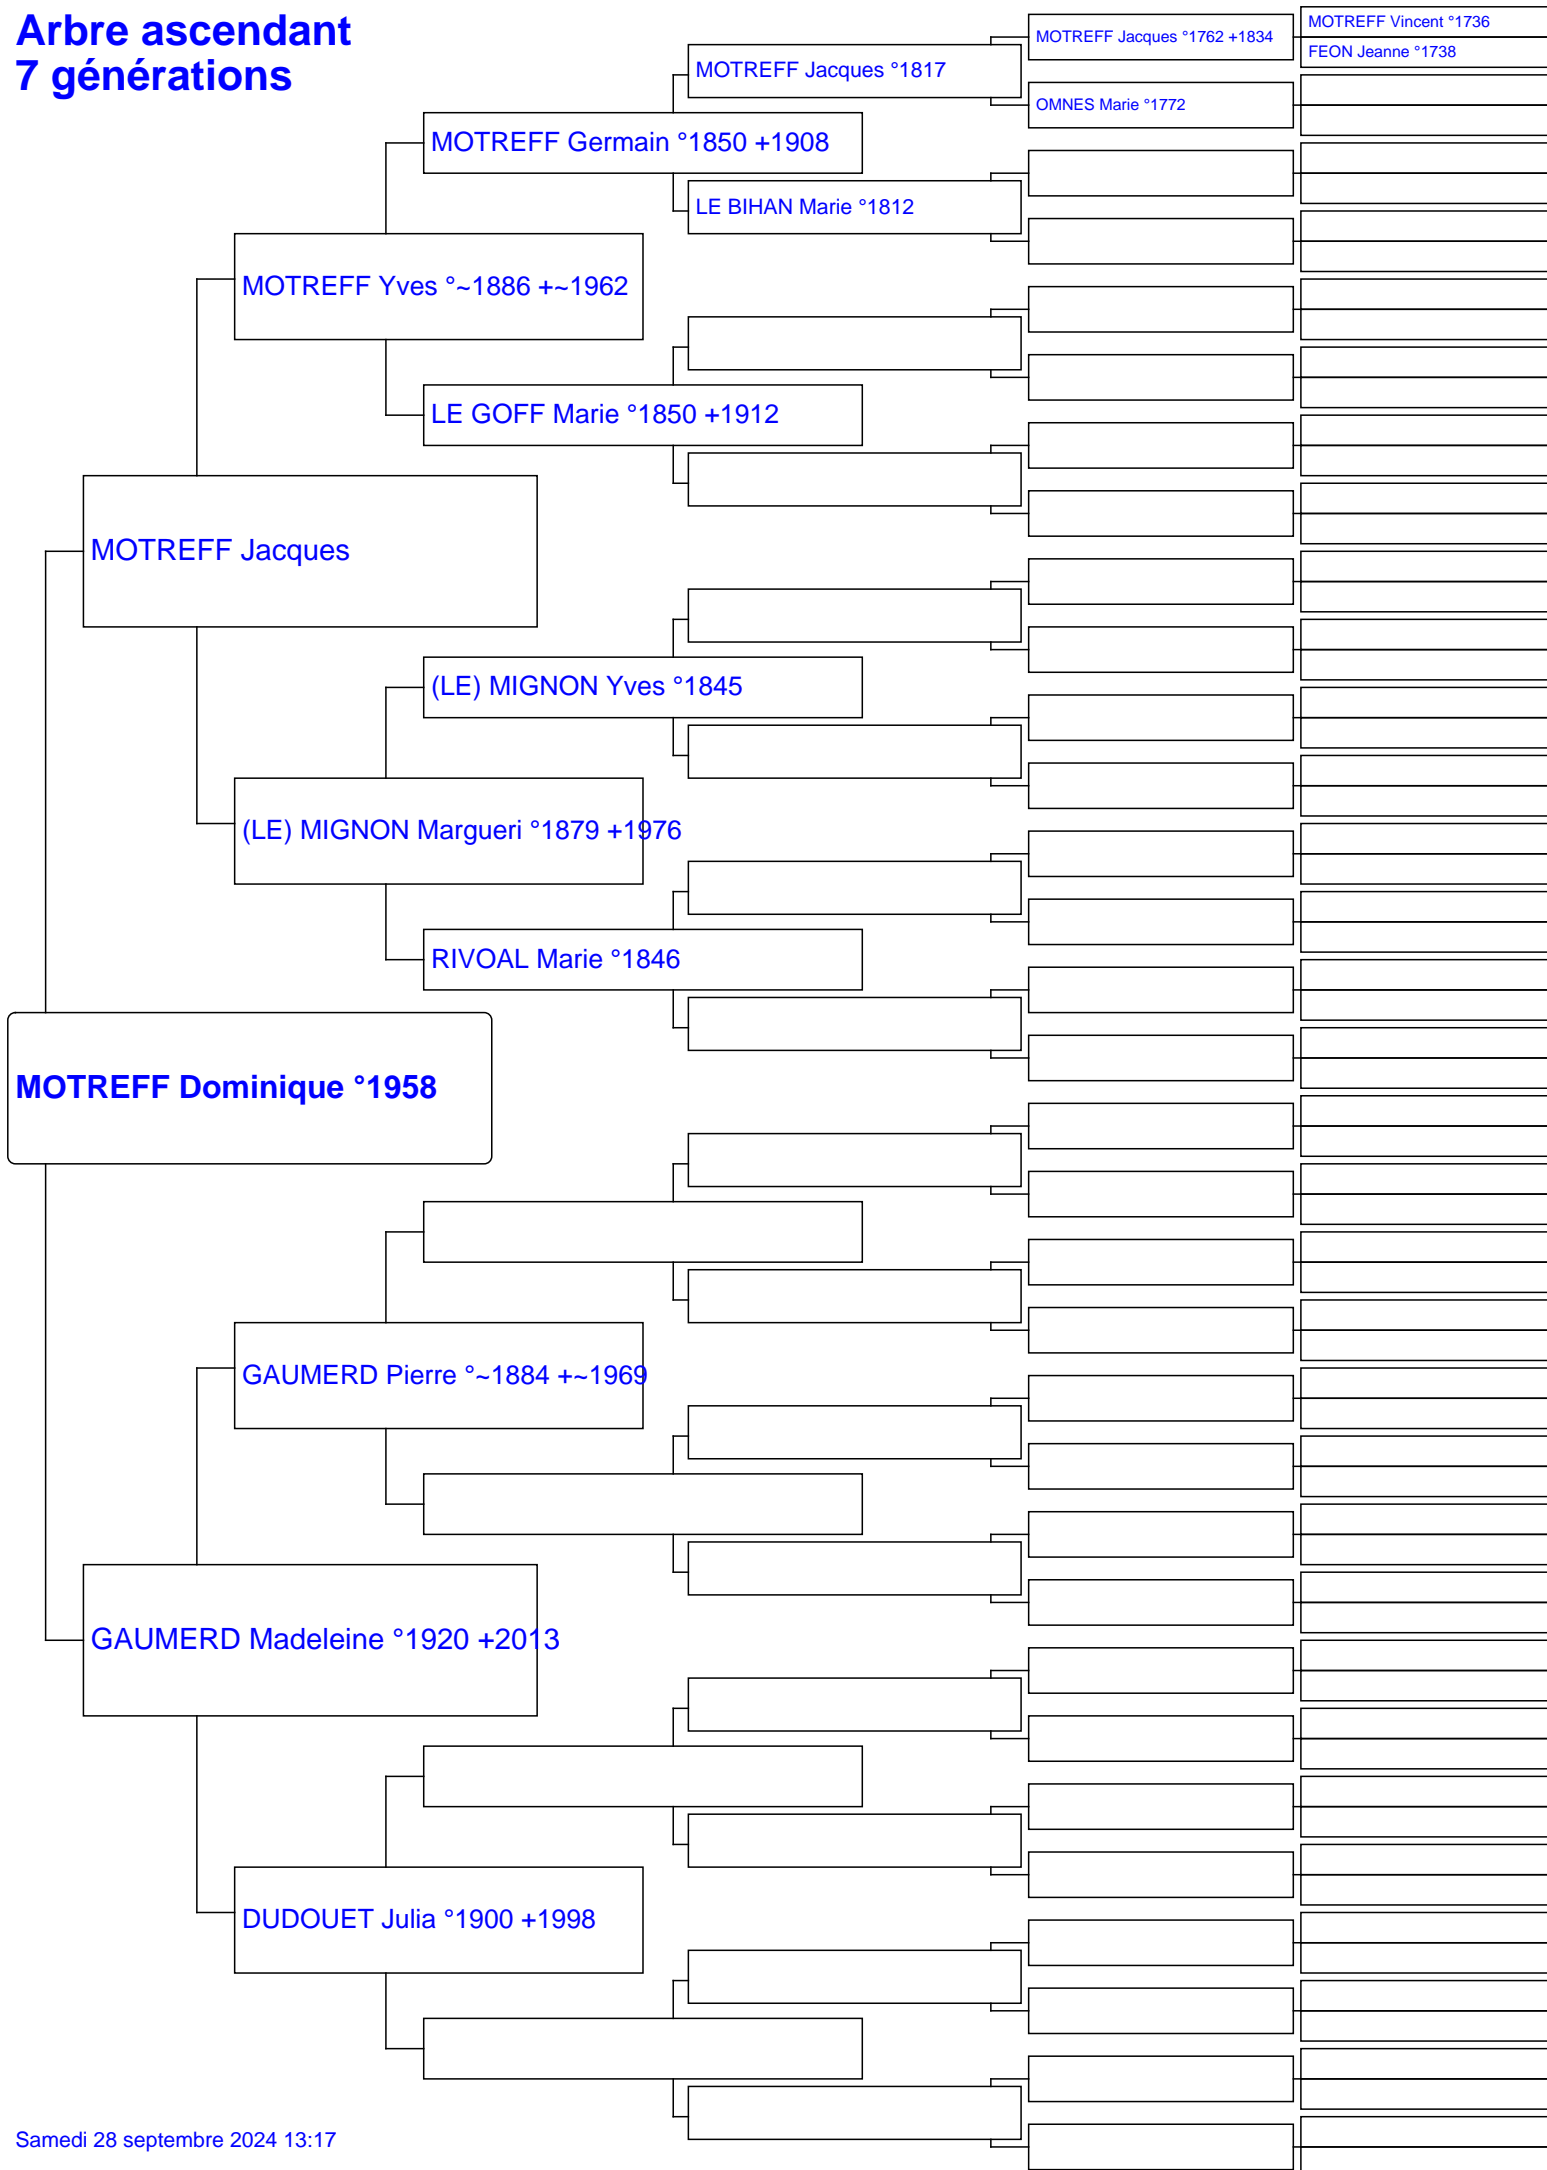 Arbre ascendant
7 générations
MOTREFF Jacques °1762 +1834
MOTREFF Vincent °1736
FEON Jeanne °1738
MOTREFF Jacques °1817
OMNES Marie °1772
MOTREFF Germain °1850 +1908
LE BIHAN Marie °1812
MOTREFF Yves °~1886 +~1962
LE GOFF Marie °1850 +1912
MOTREFF Jacques
(LE) MIGNON Yves °1845
(LE) MIGNON Margueri °1879 +1976
RIVOAL Marie °1846
MOTREFF Dominique °1958
GAUMERD Pierre °~1884 +~1969
GAUMERD Madeleine °1920 +2013
DUDOUET Julia °1900 +1998
Samedi 28 septembre 2024 13:17